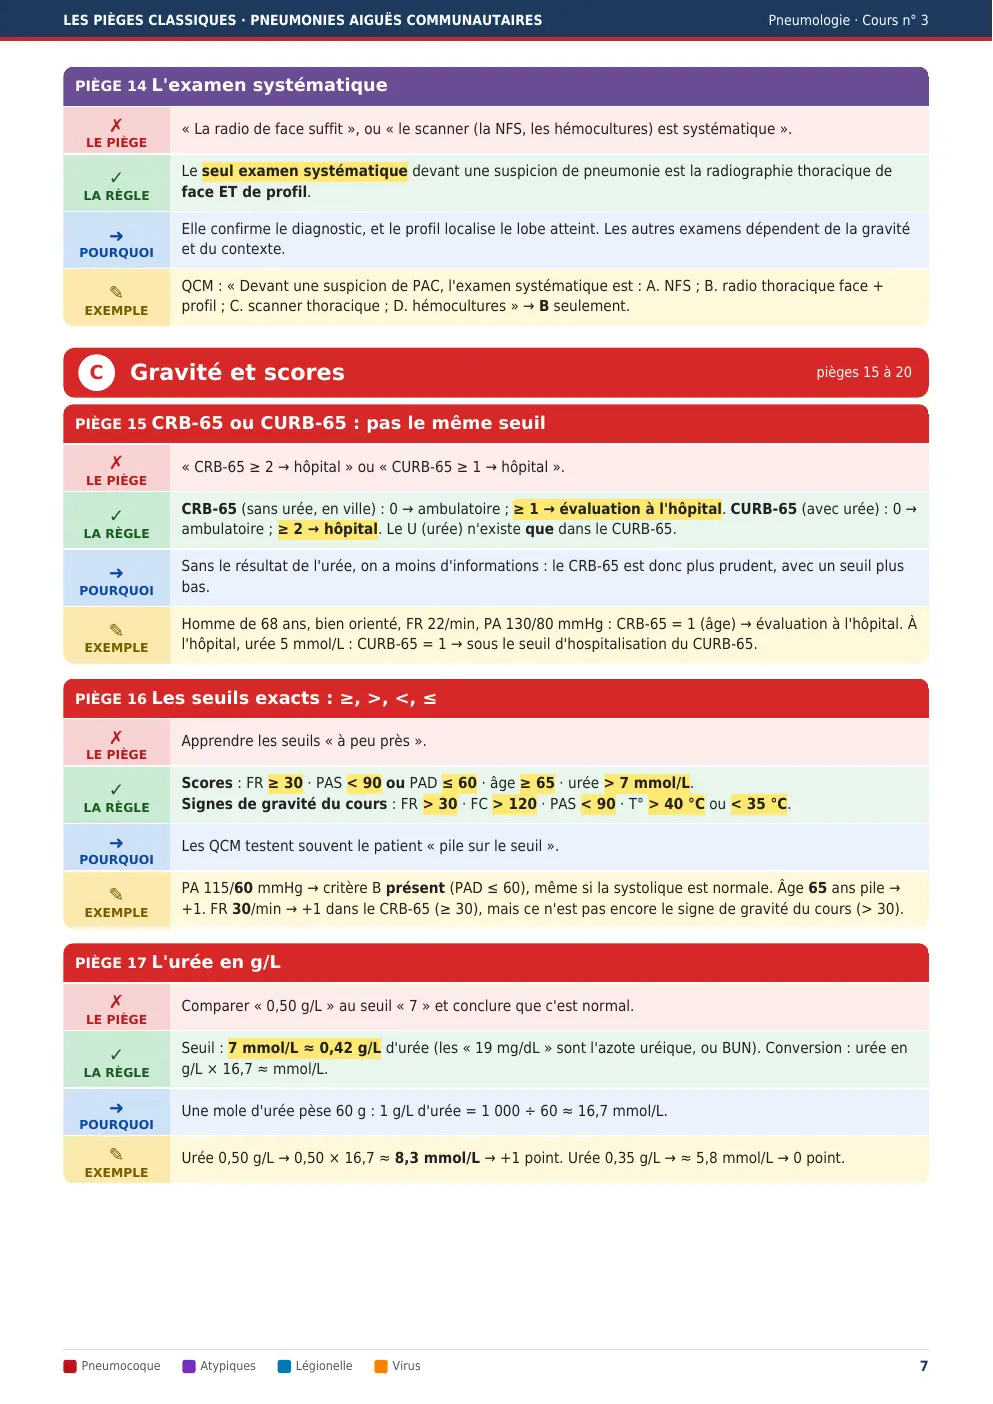 LES PIÈGES CLASSIQUES · PNEUMONIES AIGUËS COMMUNAUTAIRES
Pneumologie · Cours n° 3
PIÈGE 14 L'examen systématique
✗
LE PIÈGE
« La radio de face suffit », ou « le scanner (la NFS, les hémocultures) est systématique ».
✓
LA RÈGLE
Le seul examen systématique devant une suspicion de pneumonie est la radiographie thoracique de
face ET de profil.
➜
POURQUOI
Elle confirme le diagnostic, et le profil localise le lobe atteint. Les autres examens dépendent de la gravité
et du contexte.
✎
EXEMPLE
QCM : « Devant une suspicion de PAC, l'examen systématique est : A. NFS ; B. radio thoracique face +
profil ; C. scanner thoracique ; D. hémocultures » → B seulement.
C Gravité et scores
pièges 15 à 20
PIÈGE 15 CRB-65 ou CURB-65 : pas le même seuil
✗
LE PIÈGE
« CRB-65 ≥ 2 → hôpital » ou « CURB-65 ≥ 1 → hôpital ».
✓
LA RÈGLE
CRB-65 (sans urée, en ville) : 0 → ambulatoire ; ≥ 1 → évaluation à l'hôpital. CURB-65 (avec urée) : 0 →
ambulatoire ; ≥ 2 → hôpital. Le U (urée) n'existe que dans le CURB-65.
➜
POURQUOI
Sans le résultat de l'urée, on a moins d'informations : le CRB-65 est donc plus prudent, avec un seuil plus
bas.
✎
EXEMPLE
Homme de 68 ans, bien orienté, FR 22/min, PA 130/80 mmHg : CRB-65 = 1 (âge) → évaluation à l'hôpital. À
l'hôpital, urée 5 mmol/L : CURB-65 = 1 → sous le seuil d'hospitalisation du CURB-65.
PIÈGE 16 Les seuils exacts : ≥, >, <, ≤
✗
LE PIÈGE
Apprendre les seuils « à peu près ».
✓
LA RÈGLE
Scores : FR ≥ 30 · PAS < 90 ou PAD ≤ 60 · âge ≥ 65 · urée > 7 mmol/L.
Signes de gravité du cours : FR > 30 · FC > 120 · PAS < 90 · T° > 40 °C ou < 35 °C.
➜
POURQUOI
Les QCM testent souvent le patient « pile sur le seuil ».
✎
EXEMPLE
PA 115/60 mmHg → critère B présent (PAD ≤ 60), même si la systolique est normale. Âge 65 ans pile →
+1. FR 30/min → +1 dans le CRB-65 (≥ 30), mais ce n'est pas encore le signe de gravité du cours (> 30).
PIÈGE 17 L'urée en g/L
✗
LE PIÈGE
Comparer « 0,50 g/L » au seuil « 7 » et conclure que c'est normal.
✓
LA RÈGLE
Seuil : 7 mmol/L ≈ 0,42 g/L d'urée (les « 19 mg/dL » sont l'azote uréique, ou BUN). Conversion : urée en
g/L × 16,7 ≈ mmol/L.
➜
POURQUOI
Une mole d'urée pèse 60 g : 1 g/L d'urée = 1 000 ÷ 60 ≈ 16,7 mmol/L.
✎
EXEMPLE
Urée 0,50 g/L → 0,50 × 16,7 ≈ 8,3 mmol/L → +1 point. Urée 0,35 g/L → ≈ 5,8 mmol/L → 0 point.
Pneumocoque Atypiques Légionelle Virus
7